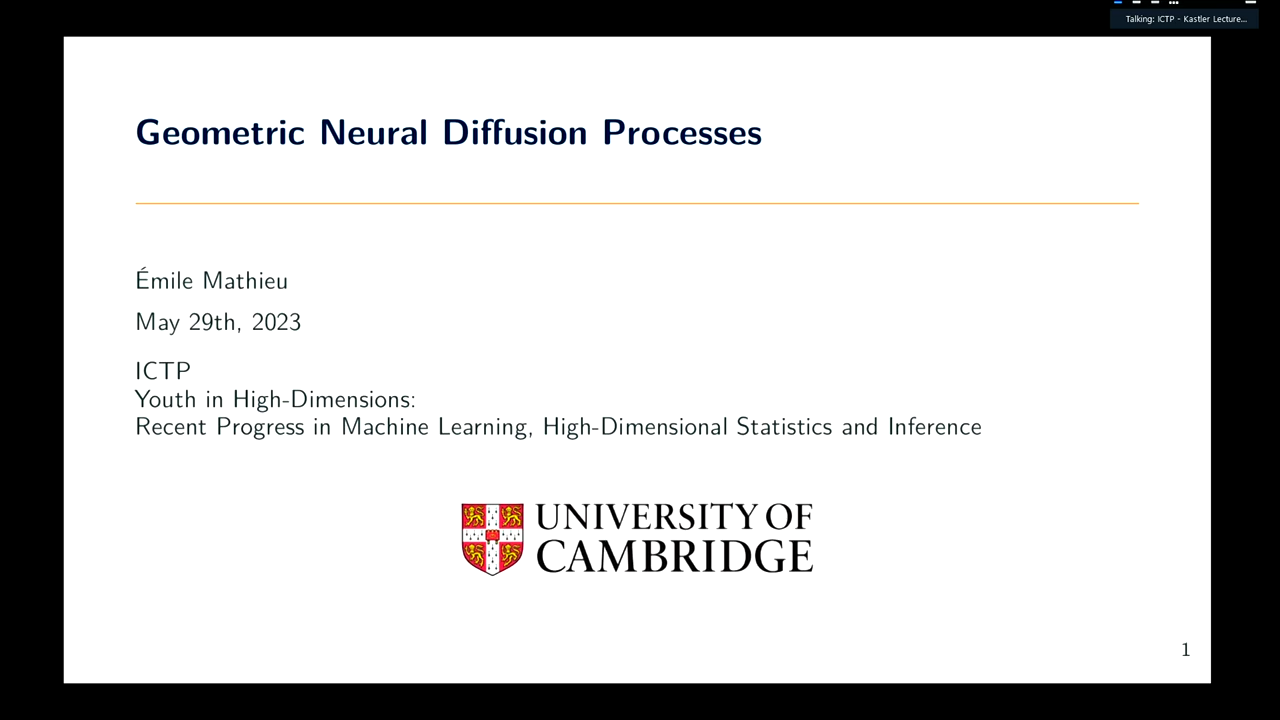 Talking: ICTP - Kastler Lecture...
Geometric Neural Diffusion Processes
Émile Mathieu
May 29th, 2023
ICTP
Youth in High-Dimensions:
Recent Progress in Machine Learning, High-Dimensional Statistics and Inference
UNIVERSITY OF
CAMBRIDGE
1